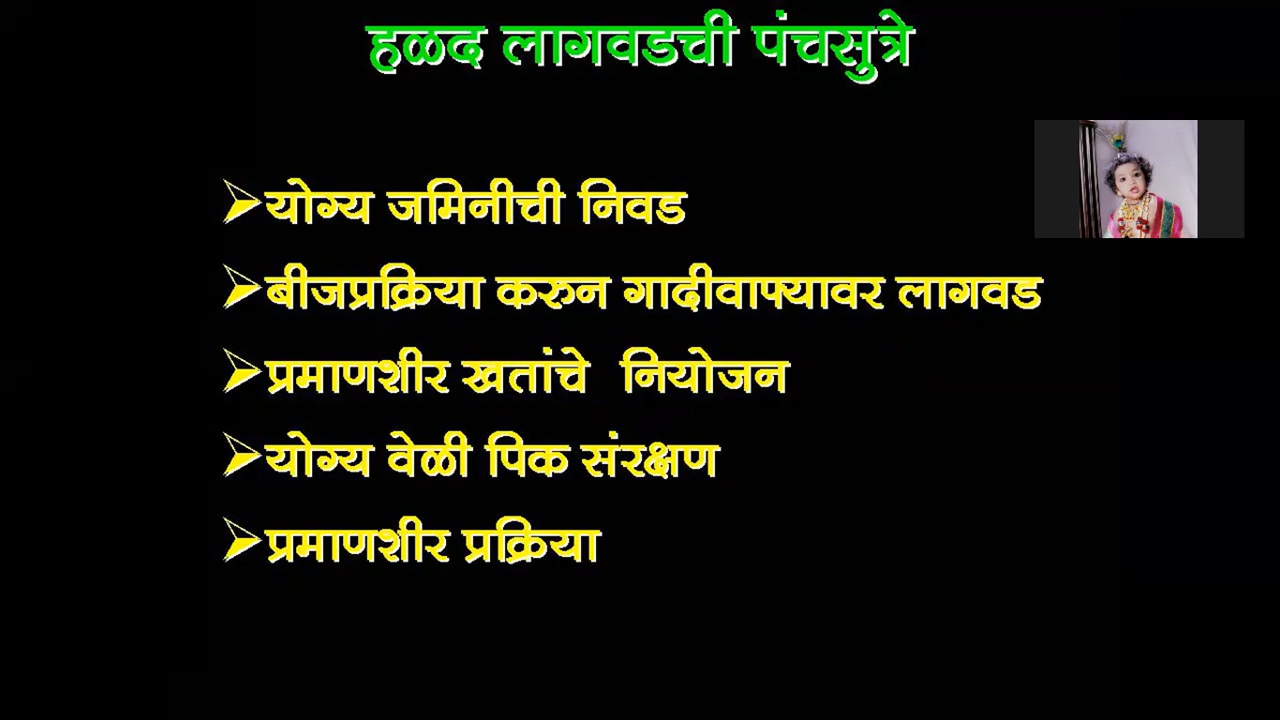 हळद लागवडची पंचसुत्रे
➢योग्य जमिनीची निवड
➢बीजप्रक्रिया करुन गादीवाफ्यावर लागवड
➢प्रमाणशीर खतांचे नियोजन
➢योग्य वेळी पिक संरक्षण
➢प्रमाणशीर प्रक्रिया